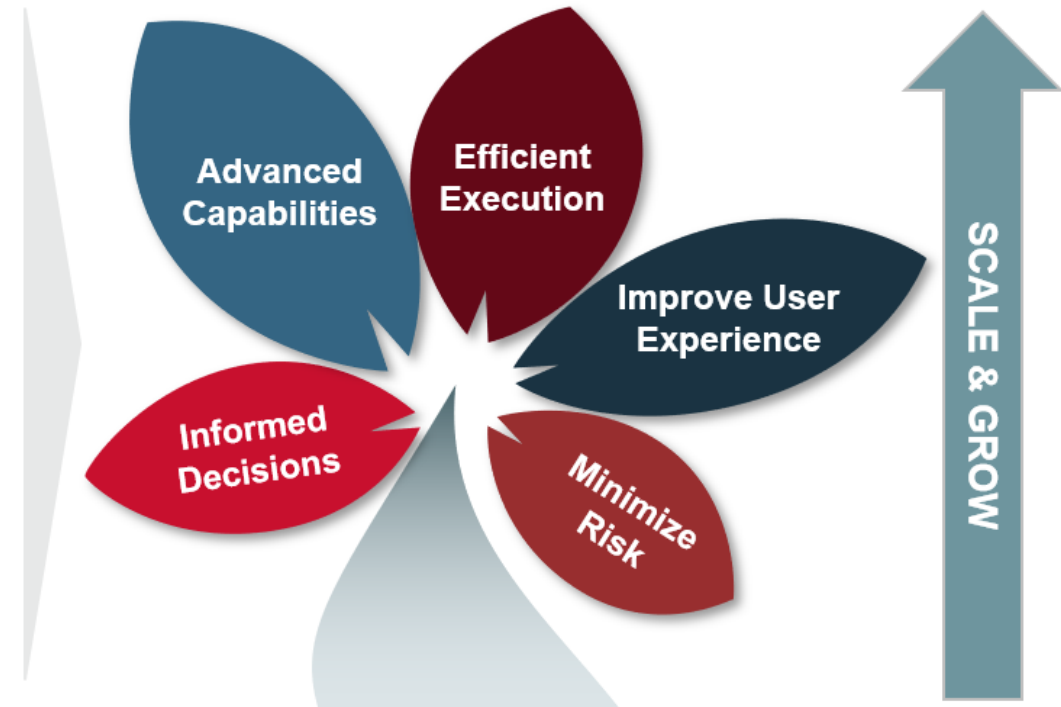 Advanced
Capabilities
Efficient
Execution
Improve User
Experience
Informed
Decisions
Minimize
Risk
SCALE & GROW